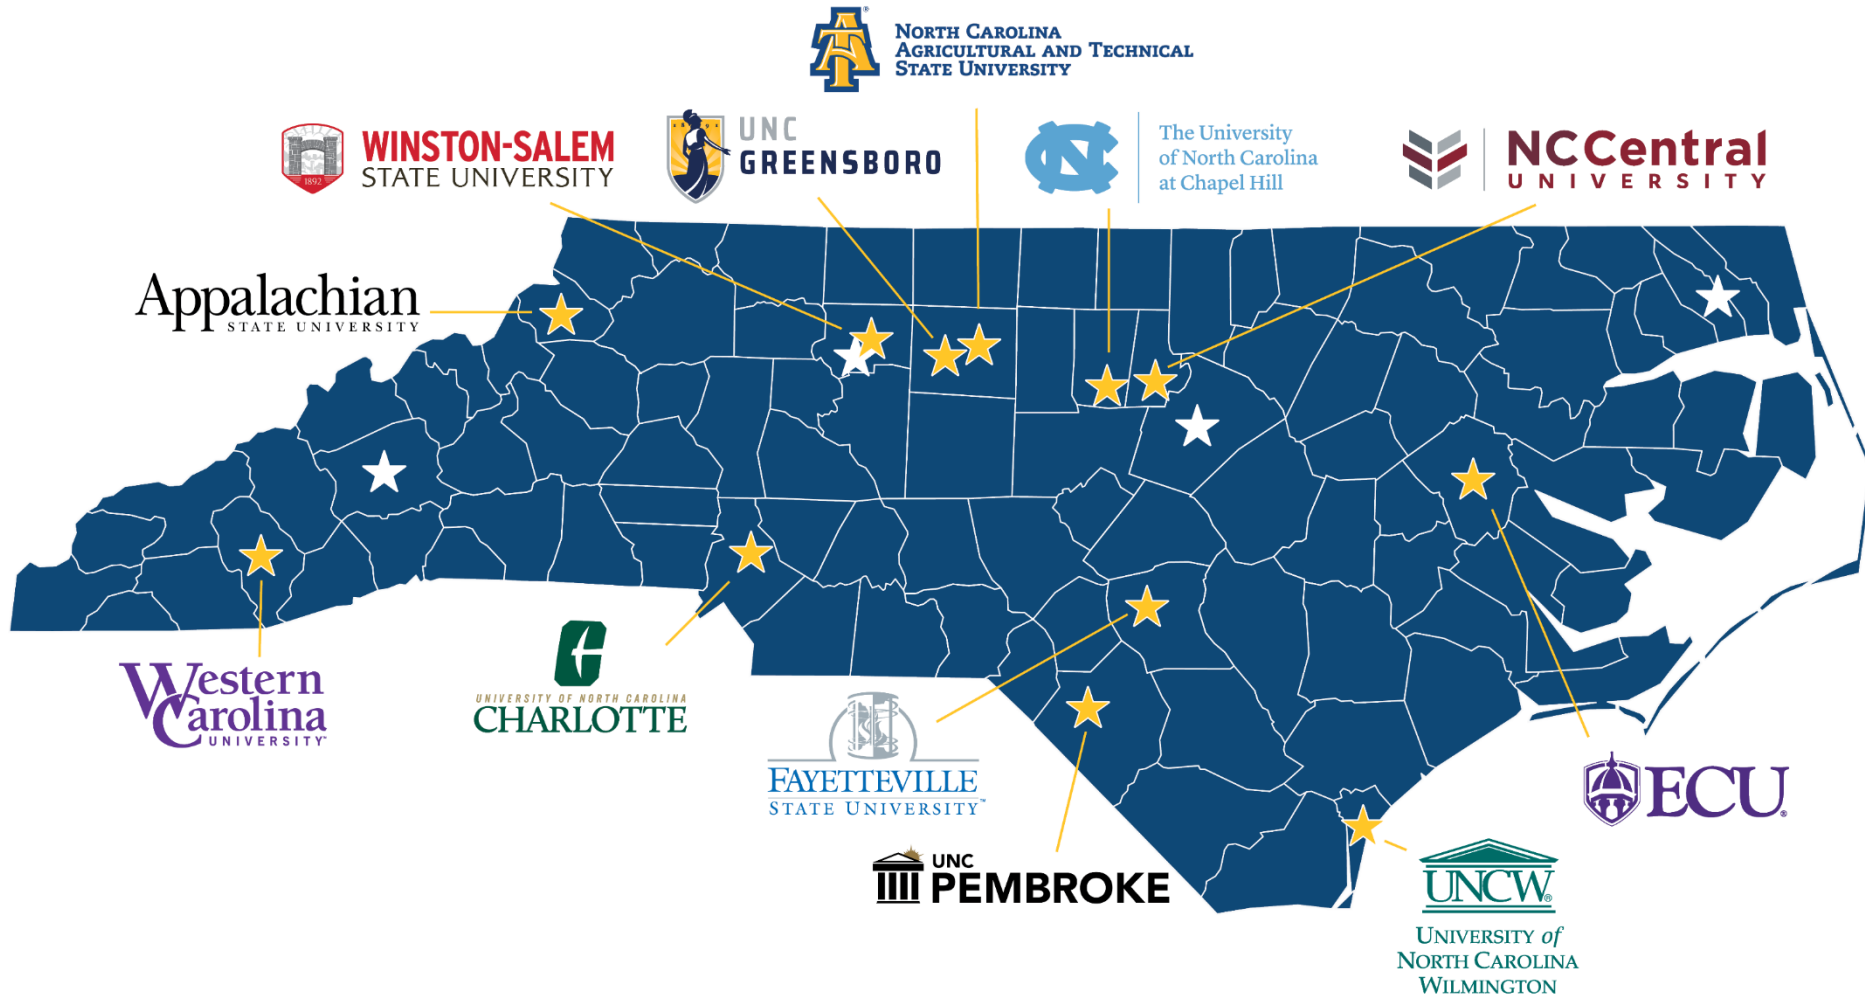 NORTH CAROLINA
AGRICULTURAL AND TECHNICAL
STATE UNIVERSITY
1892
WINSTON-SALEM
STATE UNIVERSITY
1891
UNC
GREENSBORO
The University
of North Carolina
at Chapel Hill
NCCentral
UNIVERSITY
Appalachian
STATE UNIVERSITY
Western
Carolina
UNIVERSITY
UNIVERSITY OF NORTH CAROLINA
CHARLOTTE
FAYETTEVILLE
STATE UNIVERSITY™
UNC
PEMBROKE
ECU®
UNCW®
UNIVERSITY of
NORTH CAROLINA
WILMINGTON